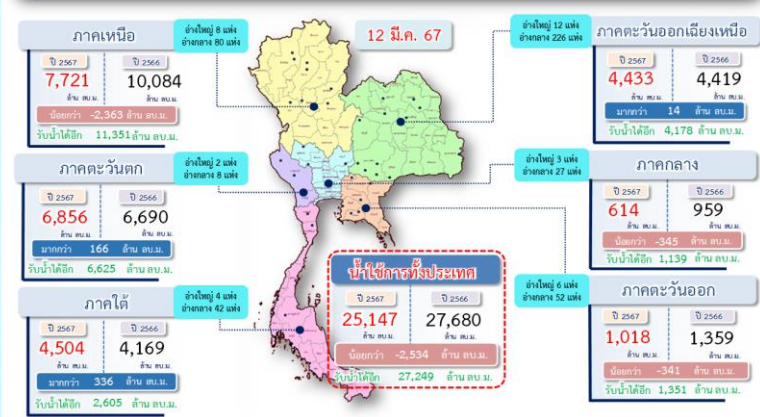 12 มี.ค. 67
ภาคเหนือ
อ่างใหญ่ 8 แห่ง
อ่างกลาง 80 แห่ง
ปี 2567 ปี 2566
7,721 10,084
ล้าน ลบ.ม. ล้าน ลบ.ม.
น้อยกว่า -2,363 ล้าน ลบ.ม.
รับน้ำได้อีก 11,351 ล้าน ลบ.ม.
ภาคตะวันตก
อ่างใหญ่ 2 แห่ง
อ่างกลาง 8 แห่ง
ปี 2567 ปี 2566
6,856 6,690
ล้าน ลบ.ม. ล้าน ลบ.ม.
มากกว่า 166 ล้าน ลบ.ม.
รับน้ำได้อีก 6,625 ล้าน ลบ.ม.
ภาคใต้
อ่างใหญ่ 4 แห่ง
อ่างกลาง 42 แห่ง
ปี 2567 ปี 2566
4,504 4,169
ล้าน ลบ.ม. ล้าน ลบ.ม.
มากกว่า 336 ล้าน ลบ.ม.
รับน้ำได้อีก 2,605 ล้าน ลบ.ม.
น้ำใช้การทั้งประเทศ
ปี 2567 ปี 2566
25,147 27,680
ล้าน ลบ.ม. ล้าน ลบ.ม.
น้อยกว่า -2,534 ล้าน ลบ.ม.
รับน้ำได้อีก 27,249 ล้าน ลบ.ม.
อ่างใหญ่ 12 แห่ง
อ่างกลาง 226 แห่ง
ภาคตะวันออกเฉียงเหนือ
ปี 2567 ปี 2566
4,433 4,419
ล้าน ลบ.ม. ล้าน ลบ.ม.
มากกว่า 14 ล้าน ลบ.ม.
รับน้ำได้อีก 4,178 ล้าน ลบ.ม.
อ่างใหญ่ 3 แห่ง
อ่างกลาง 27 แห่ง
ภาคกลาง
ปี 2567 ปี 2566
614 959
ล้าน ลบ.ม. ล้าน ลบ.ม.
น้อยกว่า -345 ล้าน ลบ.ม.
รับน้ำได้อีก 1,139 ล้าน ลบ.ม.
อ่างใหญ่ 6 แห่ง
อ่างกลาง 52 แห่ง
ภาคตะวันออก
ปี 2567 ปี 2566
1,018 1,359
ล้าน ลบ.ม. ล้าน ลบ.ม.
น้อยกว่า -341 ล้าน ลบ.ม.
รับน้ำได้อีก 1,351 ล้าน ลบ.ม.